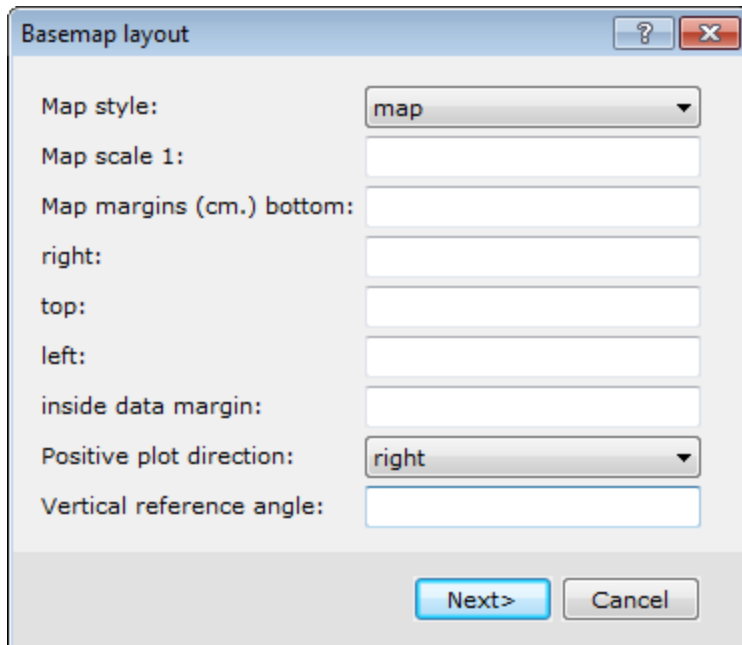 Basemap layout
?
Map style: map
Map scale 1:
Map margins (cm.) bottom:
right:
top:
left:
inside data margin:
Positive plot direction: right
Vertical reference angle:
Next> Cancel